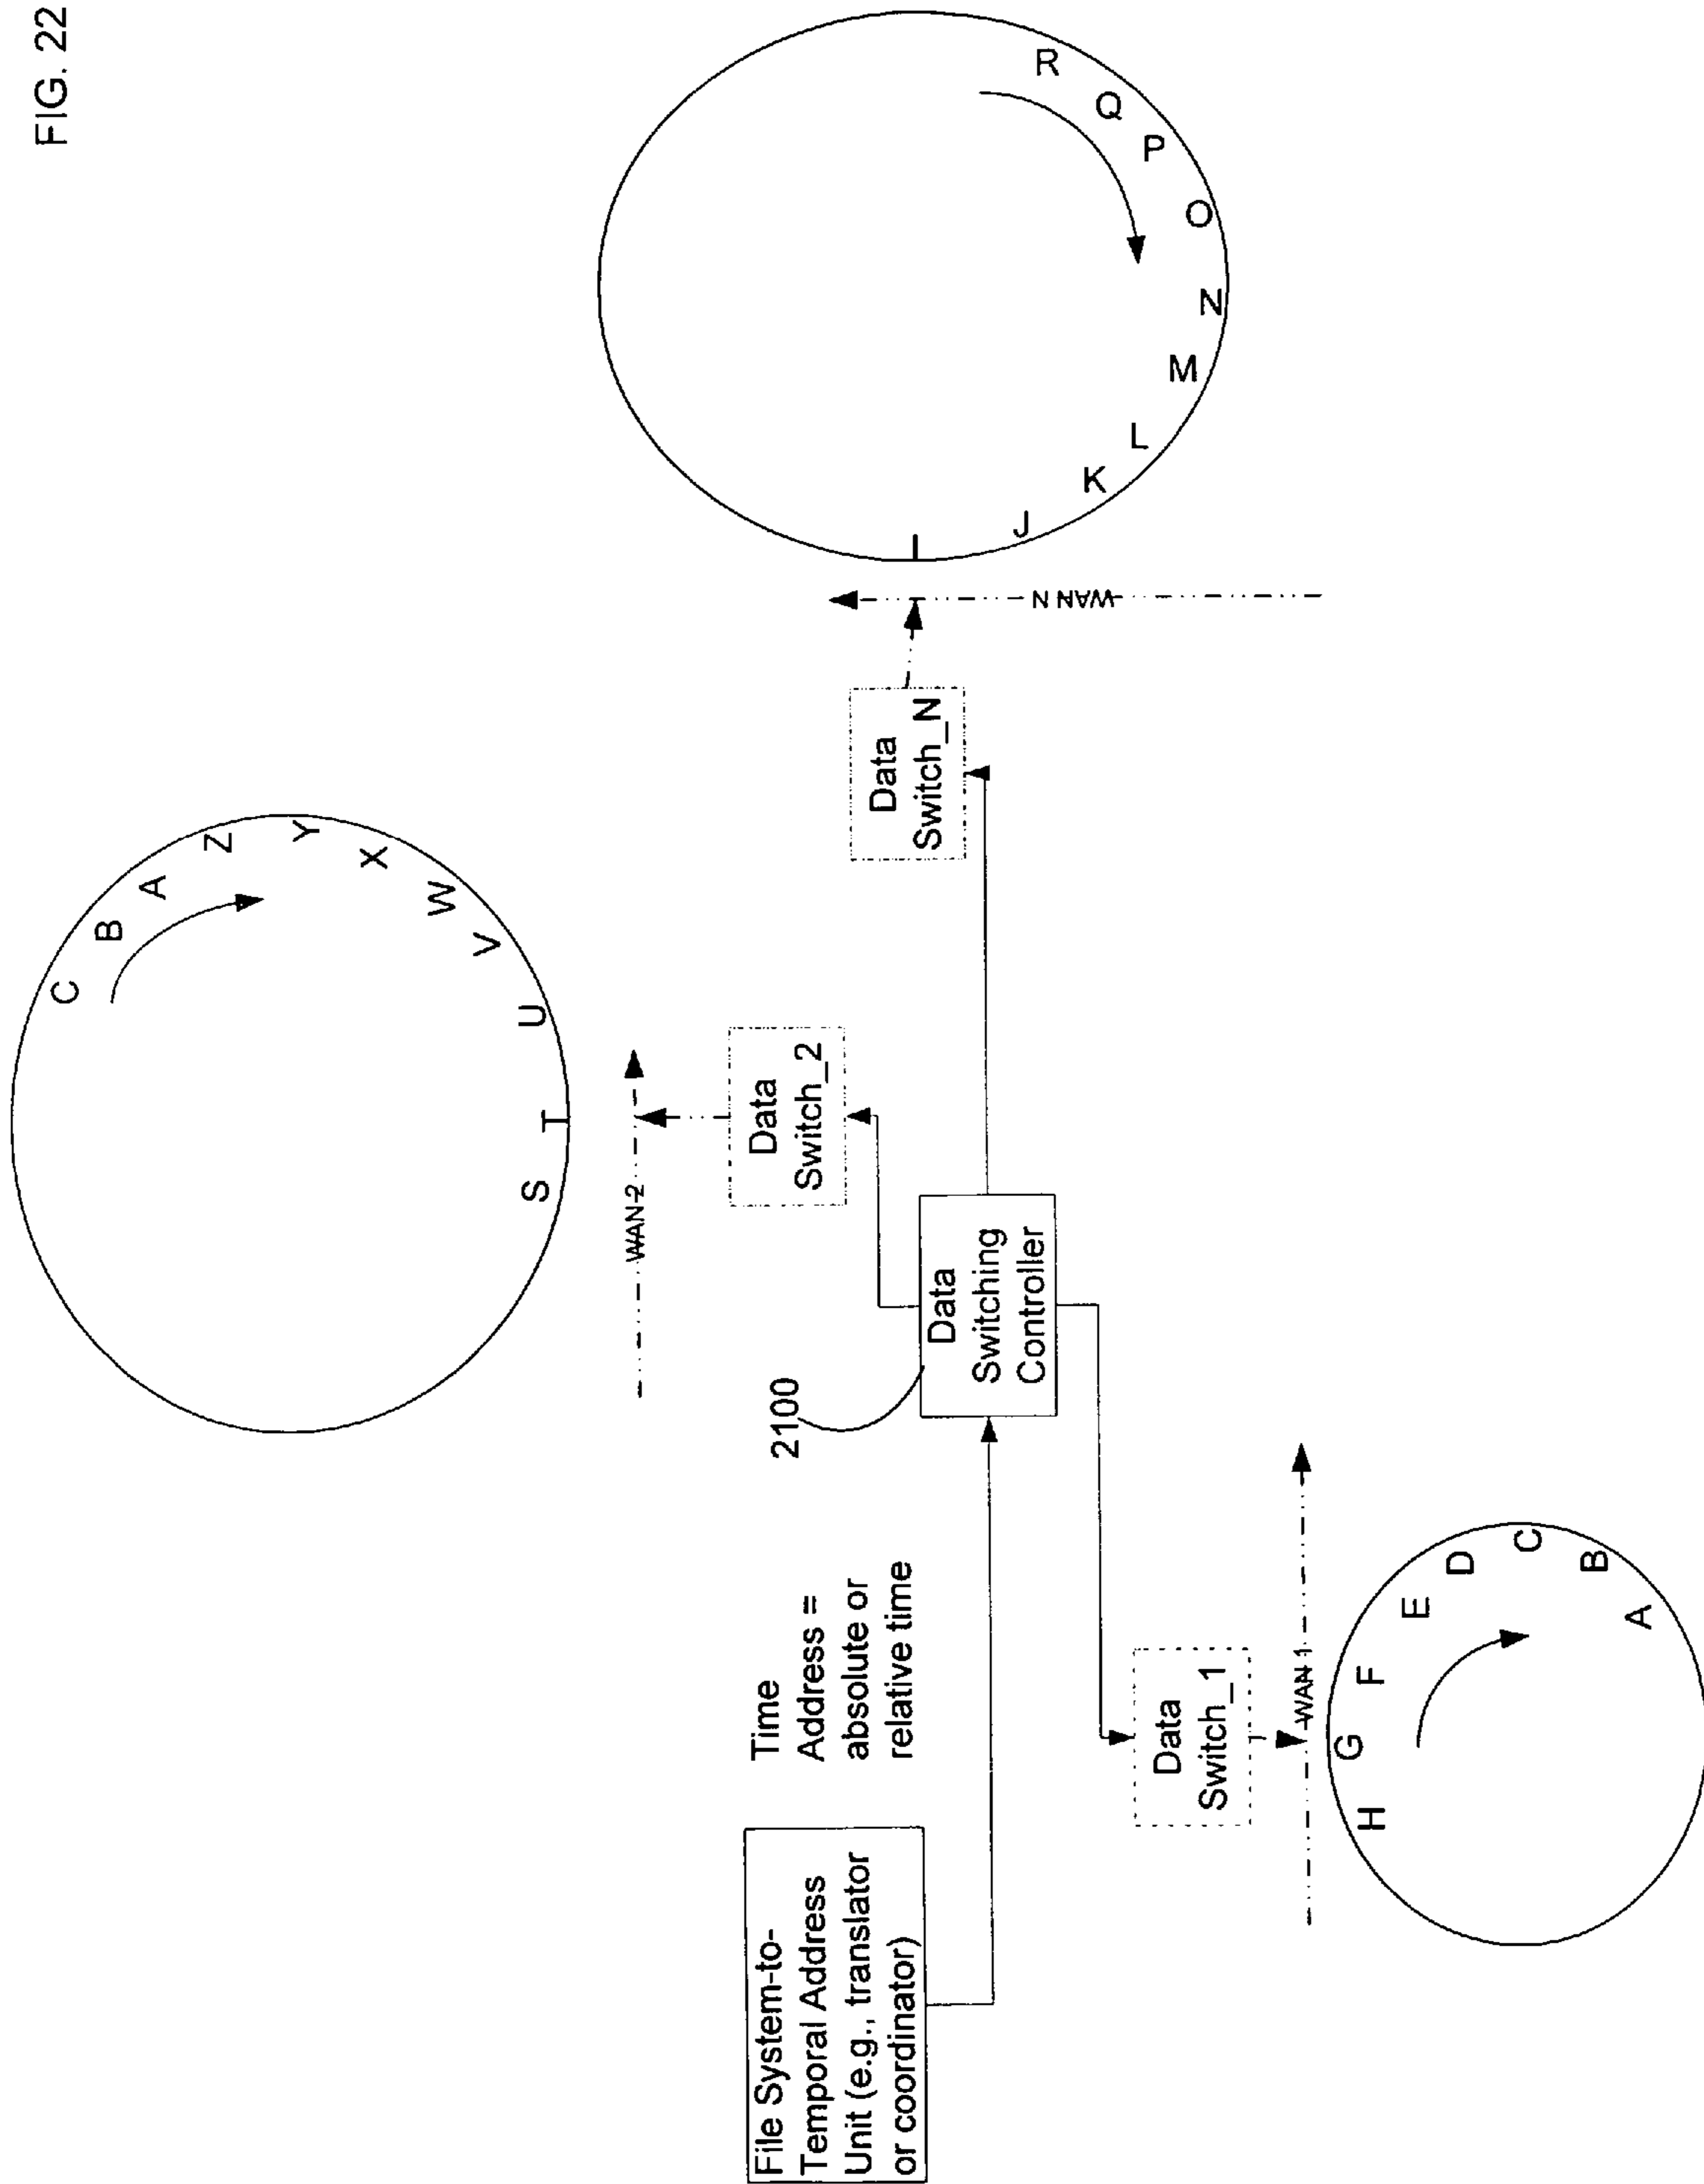 FIG. 22
C
B
A
Z
Y
X
W
V
U
T
S
WAN-2
Data
Switch_2
File System-to-
Temporal Address
Unit (e.g., translator
or coordinator)
Time
Address =
absolute or
relative time
2100
Data
Switching
Controller
Data
Switch_N
WAN N
I
J
K
L
M
N
O
P
Q
R
Data
Switch_1
WAN 1
H
G
F
E
D
C
B
A